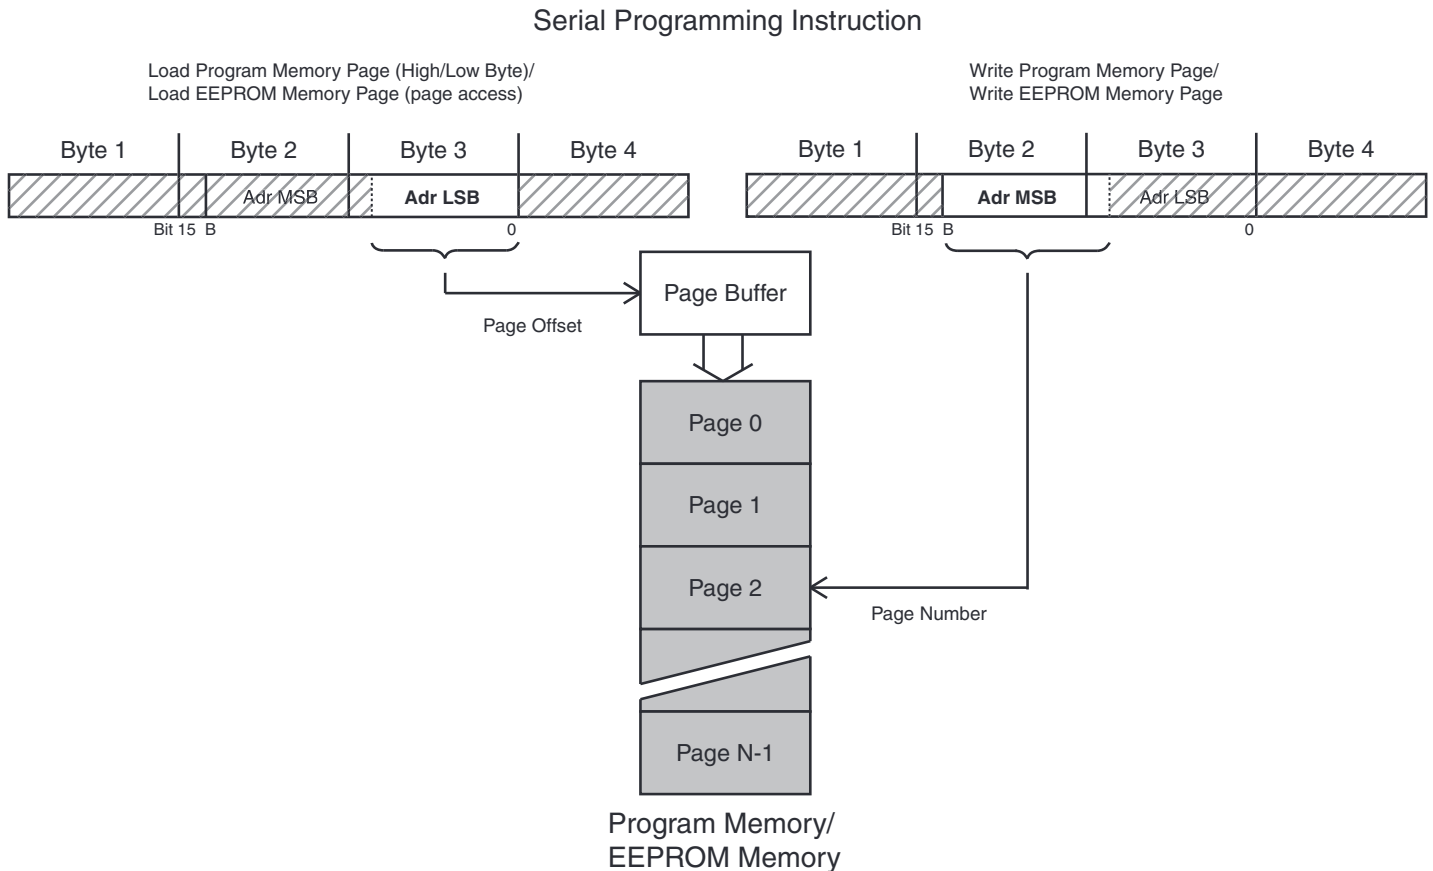 Serial Programming Instruction
Load Program Memory Page (High/Low Byte)/
Load EEPROM Memory Page (page access)
Write Program Memory Page/
Write EEPROM Memory Page
Byte 1 Byte 2 Byte 3 Byte 4
Byte 1 Byte 2 Byte 3 Byte 4
Adr MSB Adr LSB
Adr MSB Adr LSB
Bit 15 B 0
Bit 15 B 0
Page Buffer
Page Offset
Page 0
Page 1
Page 2
Page Number
Page N-1
Program Memory/
EEPROM Memory